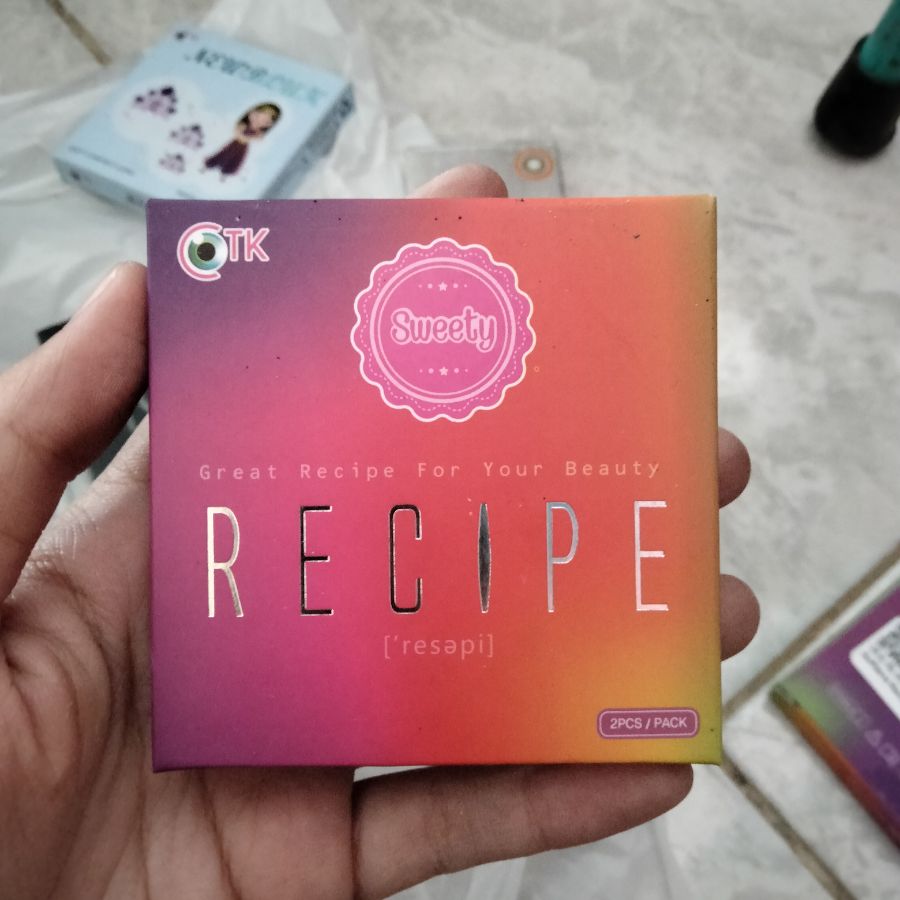 CTK
Sweety
Great Recipe For Your Beauty
RECIPE
['resəpi]
2PCS / PACK